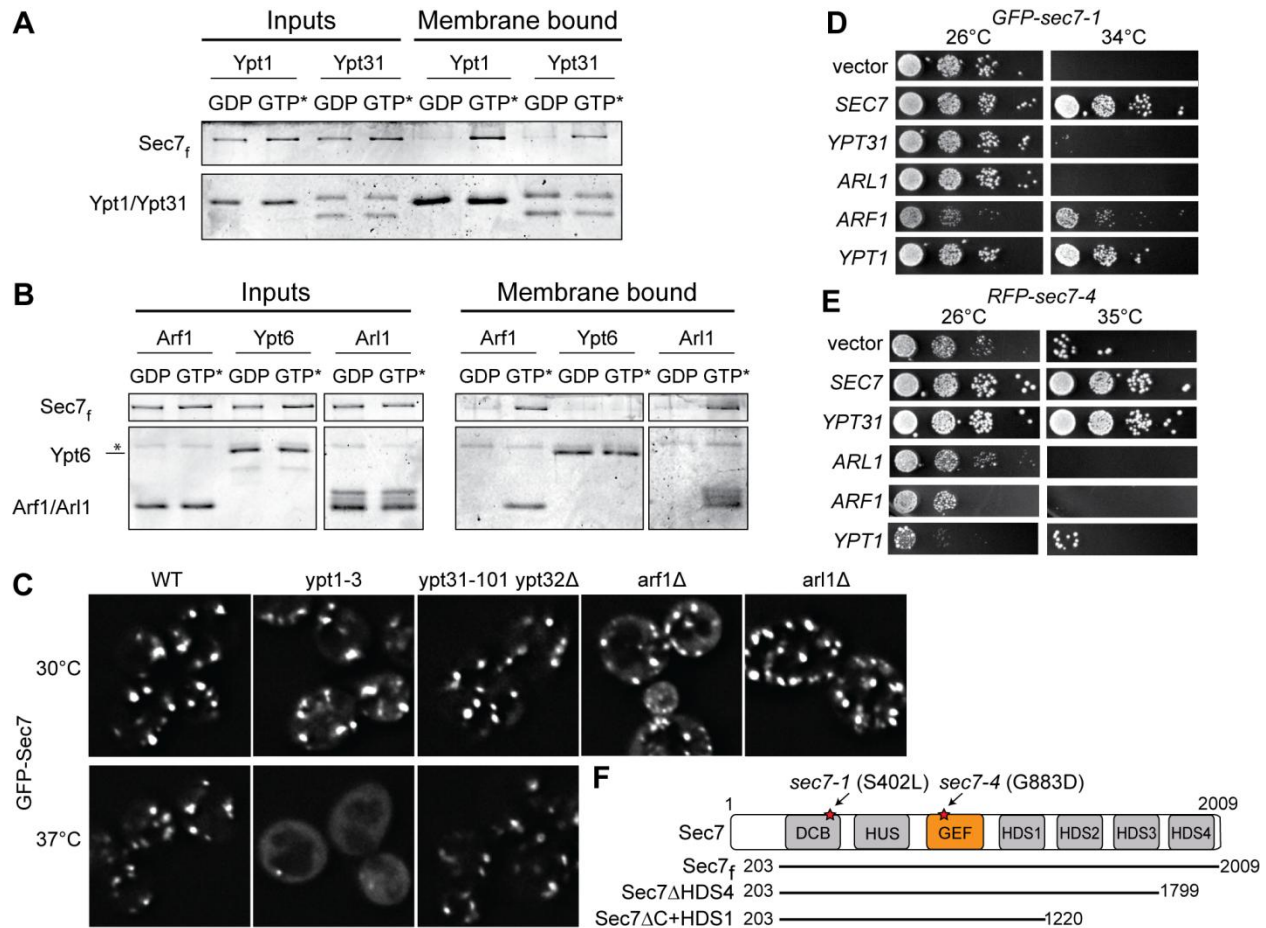 A
Inputs Membrane bound
Ypt1 Ypt31 Ypt1 Ypt31
GDP GTP* GDP GTP* GDP GTP* GDP GTP*
Sec7f
Ypt1/Ypt31
B
Inputs Membrane bound
Arf1 Ypt6 Arl1 Arf1 Ypt6 Arl1
GDP GTP* GDP GTP* GDP GTP* GDP GTP* GDP GTP* GDP GTP*
Sec7f
*
Ypt6
Arf1/Arl1
C
WT ypt1-3 ypt31-101 ypt32Δ arf1Δ arl1Δ
30°C
GFP-Sec7
37°C
D
GFP-sec7-1
26°C 34°C
vector
SEC7
YPT31
ARL1
ARF1
YPT1
E
RFP-sec7-4
26°C 35°C
vector
SEC7
YPT31
ARL1
ARF1
YPT1
F
sec7-1 (S402L) sec7-4 (G883D)
1 2009
Sec7 DCB HUS GEF HDS1 HDS2 HDS3 HDS4
Sec7f 203 2009
Sec7ΔHDS4 203 1799
Sec7ΔC+HDS1 203 1220